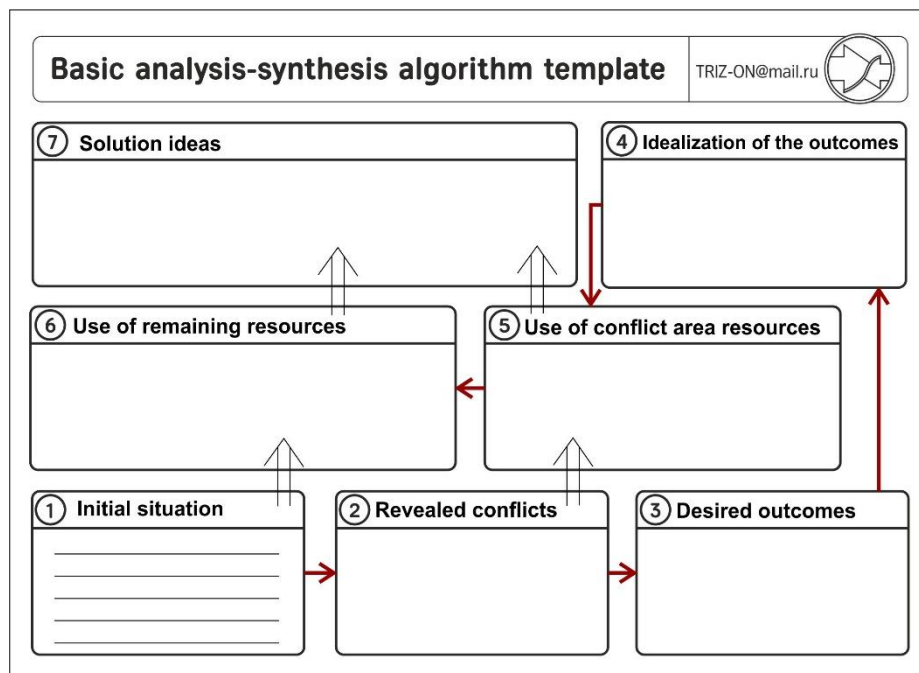 Basic analysis-synthesis algorithm template
TRIZ-ON@mail.ru
7 Solution ideas
4 Idealization of the outcomes
6 Use of remaining resources
5 Use of conflict area resources
1 Initial situation
2 Revealed conflicts
3 Desired outcomes